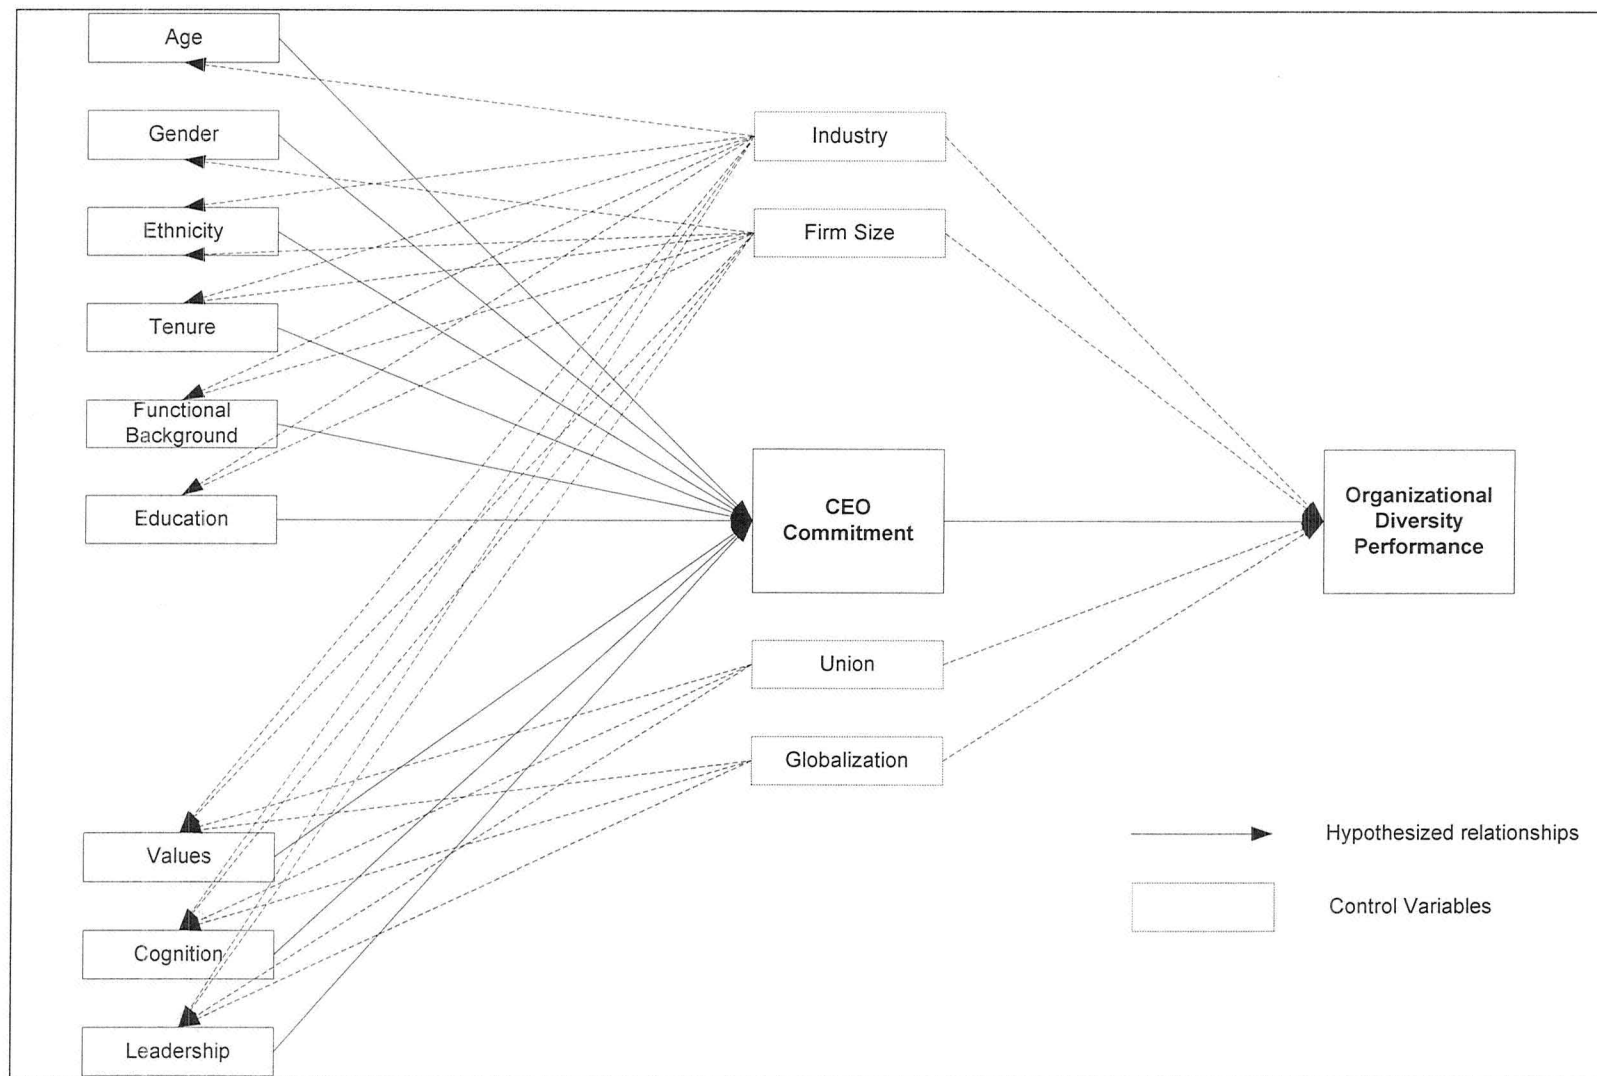 Age
Gender
Ethnicity
Tenure
Functional
Background
Education
Values
Cognition
Leadership
Industry
Firm Size
CEO
Commitment
Union
Globalization
Organizational
Diversity
Performance
Hypothesized relationships
Control Variables